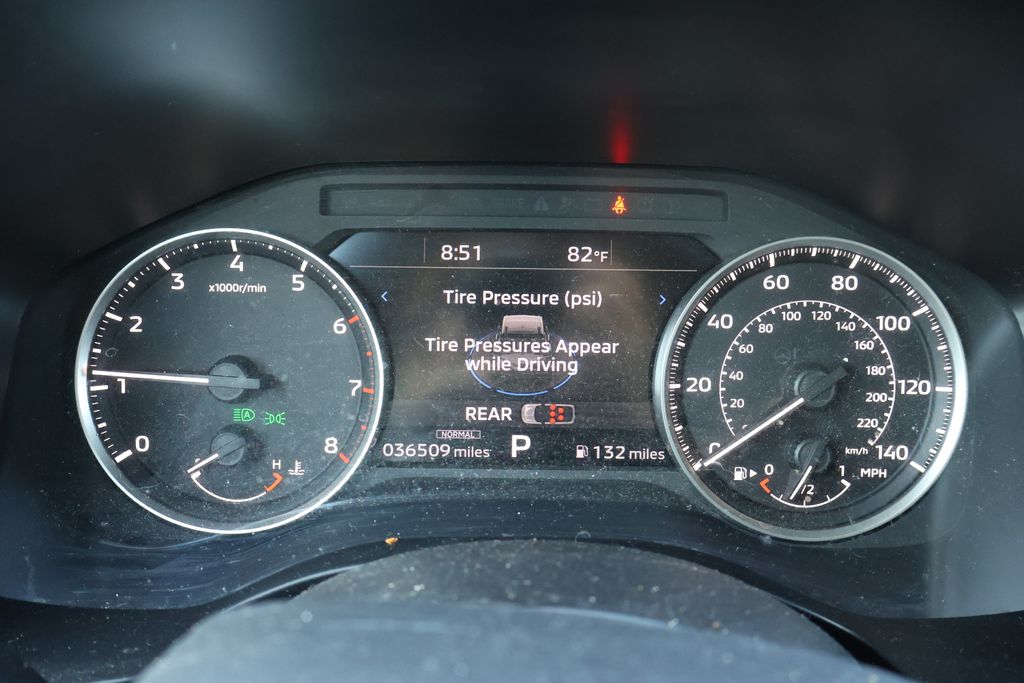 8:51 82°F
Tire Pressure (psi)
Tire Pressures Appear
while Driving
REAR
NORMAL
036509 miles P 132 miles
0 1 2 3 4 5 6 7 8
x1000r/min
H
0 20 40 60 80 100 120 140
MPH
20 40 60 80 100 120 140 160 180 200 220
km/h
0 1/2 1